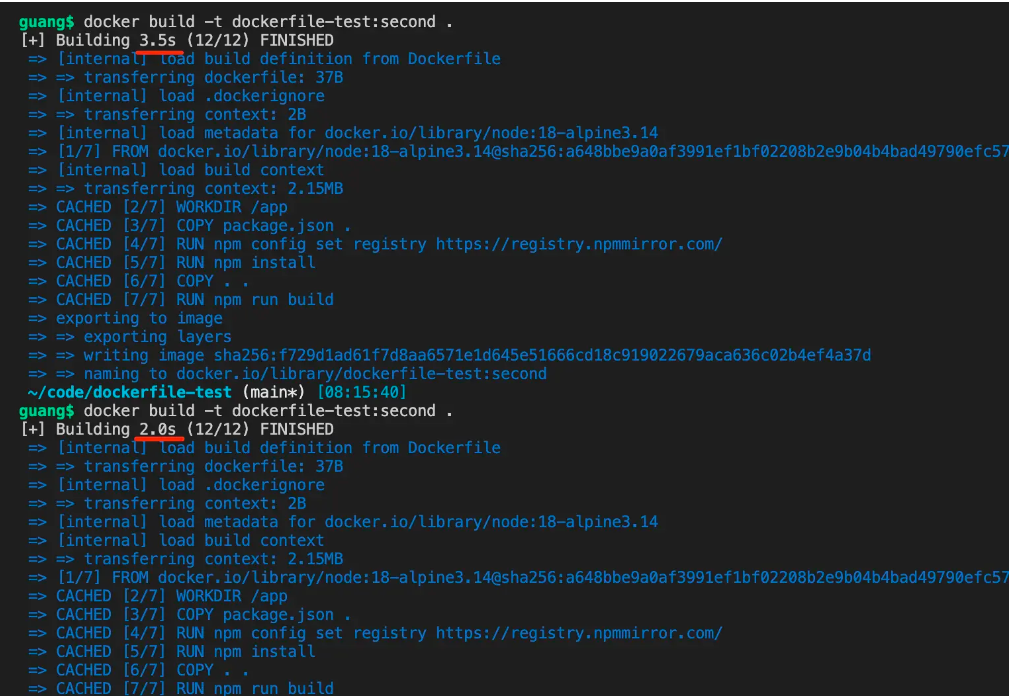 guang$ docker build -t dockerfile-test:second .
[+] Building 3.5s (12/12) FINISHED
=> [internal] load build definition from Dockerfile
=> => transferring dockerfile: 37B
=> [internal] load .dockerignore
=> => transferring context: 2B
=> [internal] load metadata for docker.io/library/node:18-alpine3.14
=> [1/7] FROM docker.io/library/node:18-alpine3.14@sha256:a648bbe9a0af3991ef1bf02208b2e9b04b4bad49790efc57
=> [internal] load build context
=> => transferring context: 2.15MB
=> CACHED [2/7] WORKDIR /app
=> CACHED [3/7] COPY package.json .
=> CACHED [4/7] RUN npm config set registry https://registry.npmmirror.com/
=> CACHED [5/7] RUN npm install
=> CACHED [6/7] COPY . .
=> CACHED [7/7] RUN npm run build
=> exporting to image
=> => exporting layers
=> => writing image sha256:f729d1ad61f7d8aa6571e1d645e51666cd18c919022679aca636c02b4ef4a37d
=> => naming to docker.io/library/dockerfile-test:second
~/code/dockerfile-test (main*) [08:15:40]
guang$ docker build -t dockerfile-test:second .
[+] Building 2.0s (12/12) FINISHED
=> [internal] load build definition from Dockerfile
=> => transferring dockerfile: 37B
=> [internal] load .dockerignore
=> => transferring context: 2B
=> [internal] load metadata for docker.io/library/node:18-alpine3.14
=> [internal] load build context
=> => transferring context: 2.15MB
=> [1/7] FROM docker.io/library/node:18-alpine3.14@sha256:a648bbe9a0af3991ef1bf02208b2e9b04b4bad49790efc57
=> CACHED [2/7] WORKDIR /app
=> CACHED [3/7] COPY package.json .
=> CACHED [4/7] RUN npm config set registry https://registry.npmmirror.com/
=> CACHED [5/7] RUN npm install
=> CACHED [6/7] COPY . .
=> CACHED [7/7] RUN npm run build